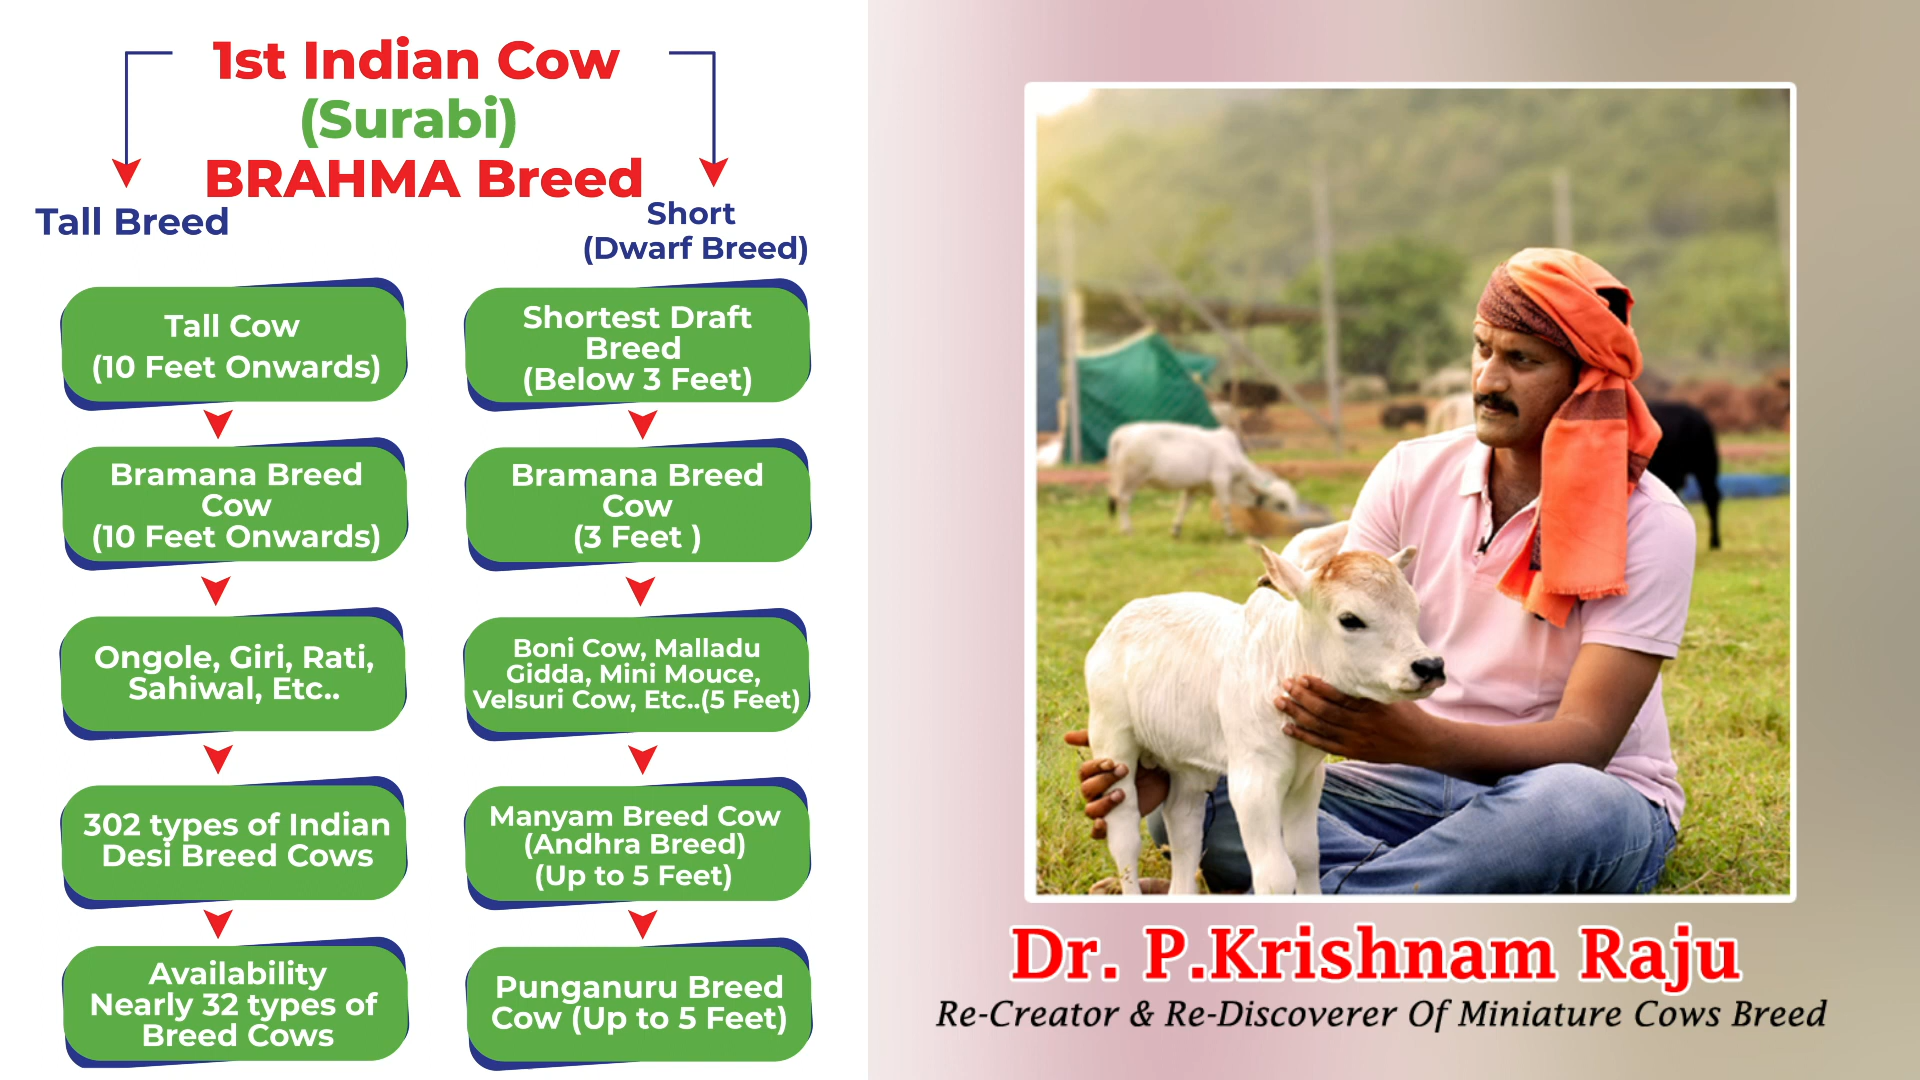 1st Indian Cow
(Surabi)
BRAHMA Breed
Tall Breed
Tall Cow
(10 Feet Onwards)
Bramana Breed
Cow
(10 Feet Onwards)
Ongole, Giri, Rati,
Sahiwal, Etc..
302 types of Indian
Desi Breed Cows
Availability
Nearly 32 types of
Breed Cows
Short
(Dwarf Breed)
Shortest Draft
Breed
(Below 3 Feet)
Bramana Breed
Cow
(3 Feet )
Boni Cow, Malladu
Gidda, Mini Mouce,
Velsuri Cow, Etc..(5 Feet)
Manyam Breed Cow
(Andhra Breed)
(Up to 5 Feet)
Punganuru Breed
Cow (Up to 5 Feet)
Dr. P.Krishnam Raju
Re-Creator & Re-Discoverer Of Miniature Cows Breed